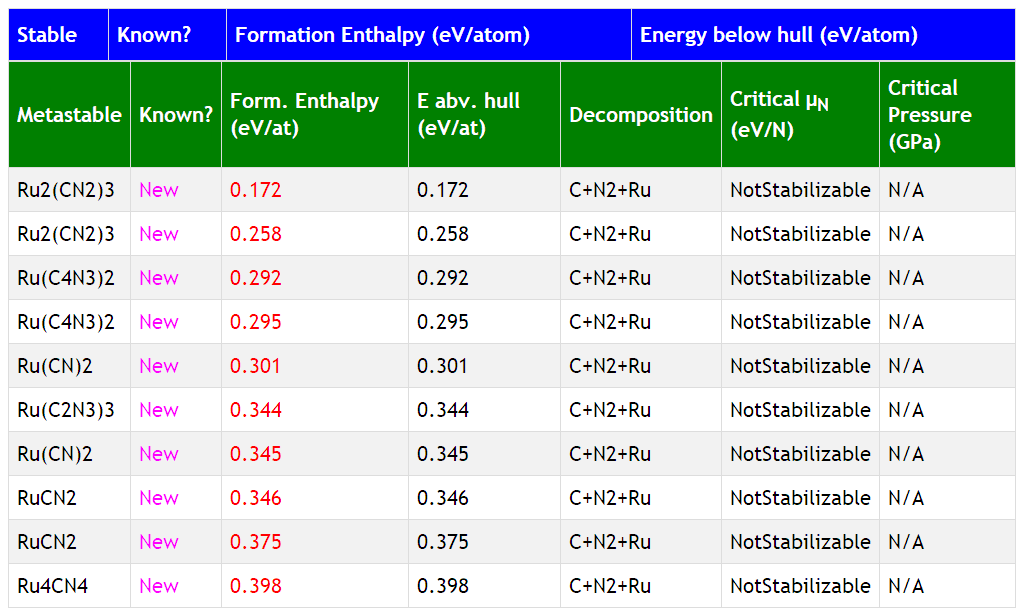 Stable Known? Formation Enthalpy (eV/atom) Energy below hull (eV/atom)
Metastable Known? Form. Enthalpy (eV/at) E abv. hull (eV/at) Decomposition Critical μN (eV/N) Critical Pressure (GPa)
Ru2(CN2)3 New 0.172 0.172 C+N2+Ru NotStabilizable N/A
Ru2(CN2)3 New 0.258 0.258 C+N2+Ru NotStabilizable N/A
Ru(C4N3)2 New 0.292 0.292 C+N2+Ru NotStabilizable N/A
Ru(C4N3)2 New 0.295 0.295 C+N2+Ru NotStabilizable N/A
Ru(CN)2 New 0.301 0.301 C+N2+Ru NotStabilizable N/A
Ru(C2N3)3 New 0.344 0.344 C+N2+Ru NotStabilizable N/A
Ru(CN)2 New 0.345 0.345 C+N2+Ru NotStabilizable N/A
RuCN2 New 0.346 0.346 C+N2+Ru NotStabilizable N/A
RuCN2 New 0.375 0.375 C+N2+Ru NotStabilizable N/A
Ru4CN4 New 0.398 0.398 C+N2+Ru NotStabilizable N/A